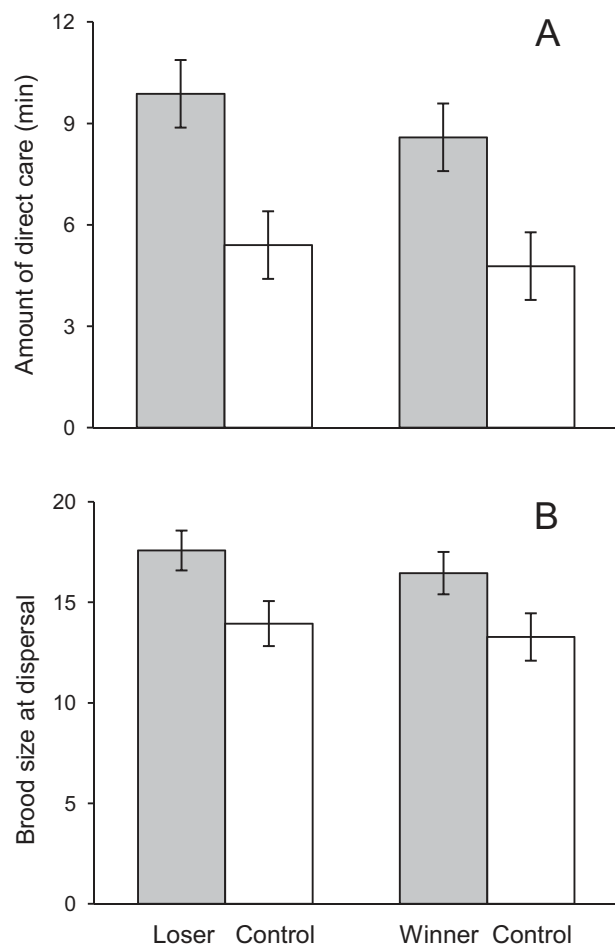 A
Amount of direct care (min)
12
9
6
3
0
B
Brood size at dispersal
20
15
10
5
0
Loser Control Winner Control